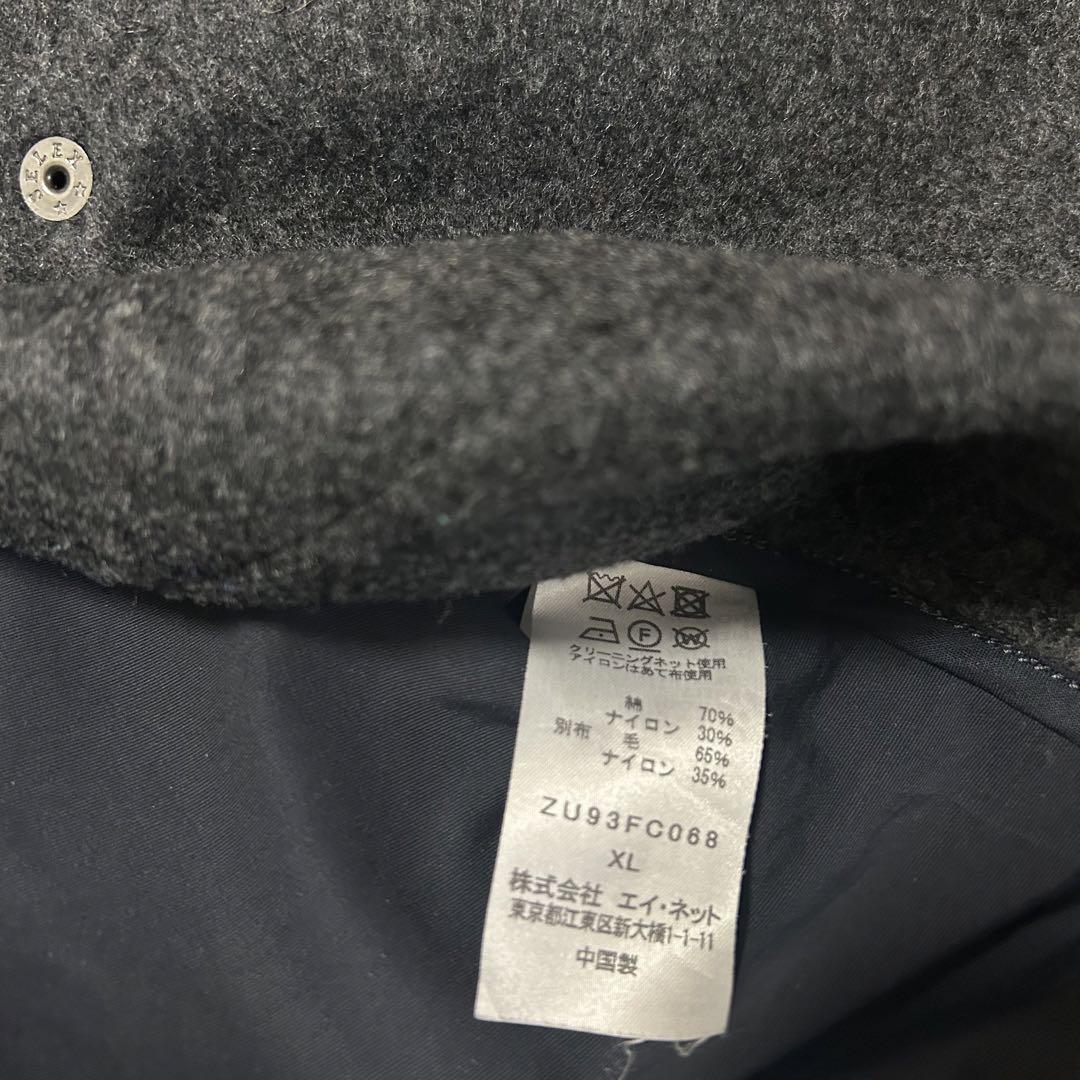 JELEX
F
W
クリーニングネット使用
アイロンはあて布使用
綿 70%
ナイロン 30%
別布 毛 65%
ナイロン 35%
ZU93FC068
XL
株式会社 エイ・ネット
東京都江東区新大橋1-1-11
中国製